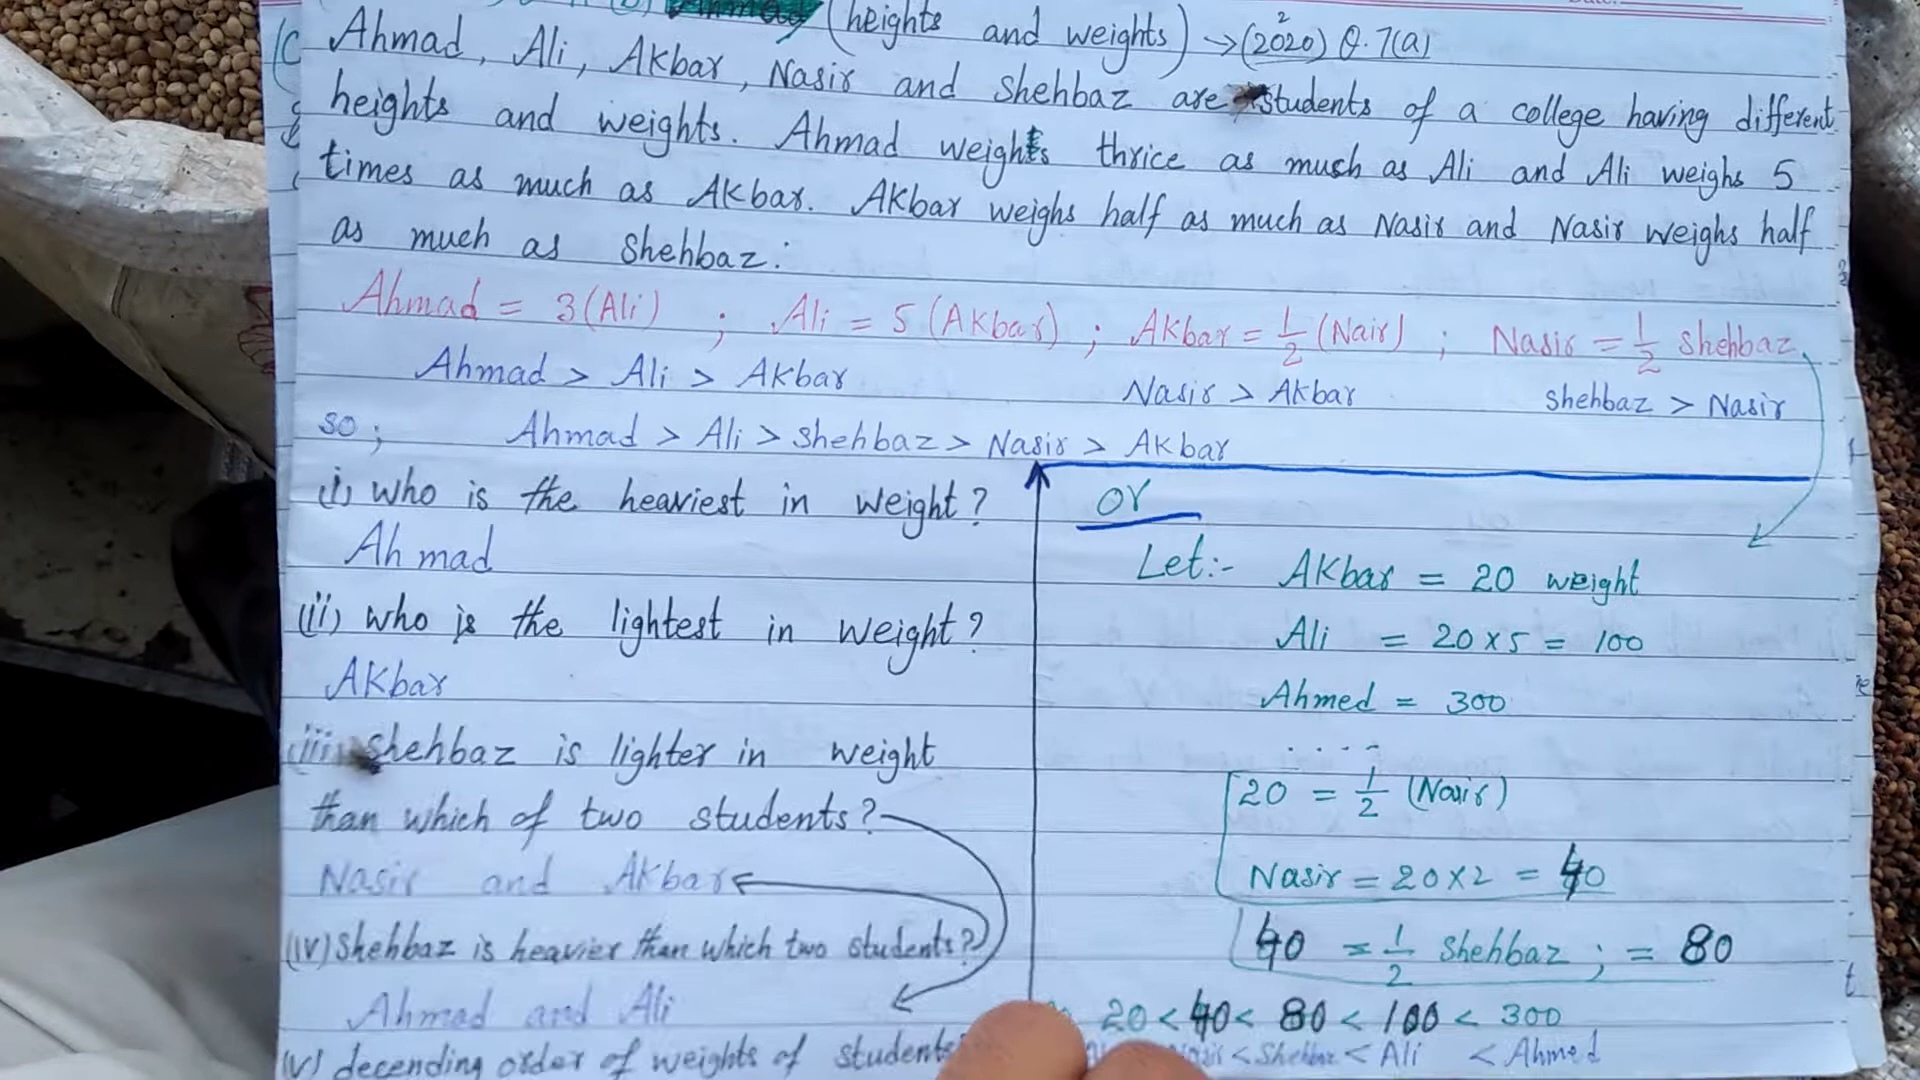 (heights and weights) → (2020) Q.7(a)
2
Ahmad, Ali, Akbar, Nasir and Shehbaz are students of a college having different
heights and weights. Ahmad weighs thrice as much as Ali and Ali weighs 5
times as much as Akbar. Akbar weighs half as much as Nasir and Nasir weighs half
as much as Shehbaz:
Ahmad = 3(Ali) ; Ali = 5 (Akbar) ; Akbar = 1/2 (Nair) ; Nasir = 1/2 Shehbaz
Ahmad > Ali > Akbar Nasir > Akbar Shehbaz > Nasir
so; Ahmad > Ali > Shehbaz > Nasir > Akbar
(i) who is the heaviest in weight?
Ahmad
(ii) who is the lightest in weight?
Akbar
(iii) Shehbaz is lighter in weight
than which of two students?
Nasir and Akbar
(iv) Shehbaz is heavier than which two students?
Ahmad and Ali
(v) decending order of weights of students
or
Let:- Akbar = 20 weight
Ali = 20 x 5 = 100
Ahmed = 300
20 = 1/2 (Nair)
Nasir = 20 x 2 = 40
40 = 1/2 Shehbaz ; = 80
20 < 40 < 80 < 100 < 300
Nasir < Shehbaz < Ali < Ahmed